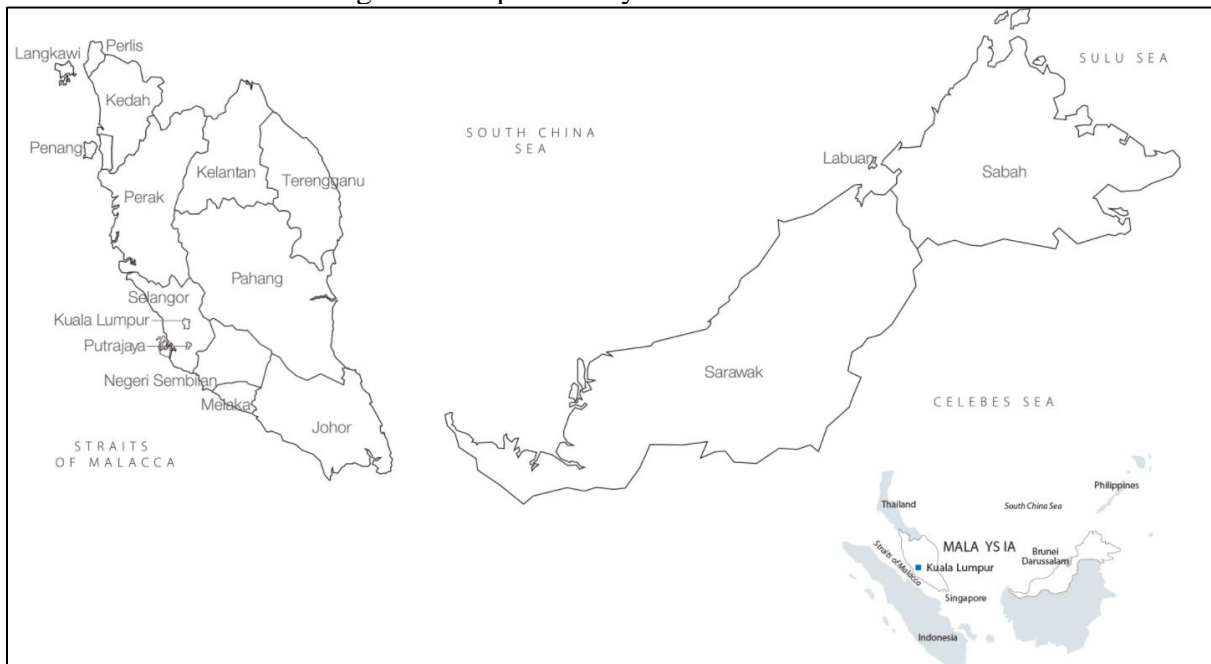 Perlis
Langkawi
SULU SEA
Kedah
SOUTH CHINA
SEA
Penang
Labuan
Kelantan
Terengganu
Sabah
Perak
Pahang
Selangor
Kuala Lumpur
Putrajaya
Sarawak
Negeri Sembilan
Melaka
CELEBES SEA
Johor
STRAITS
OF MALACCA
Philippines
Thailand
South China Sea
MALA YS IA
Brunei
Darussalam
Straits of Malacca
Kuala Lumpur
Singapore
Indonesia